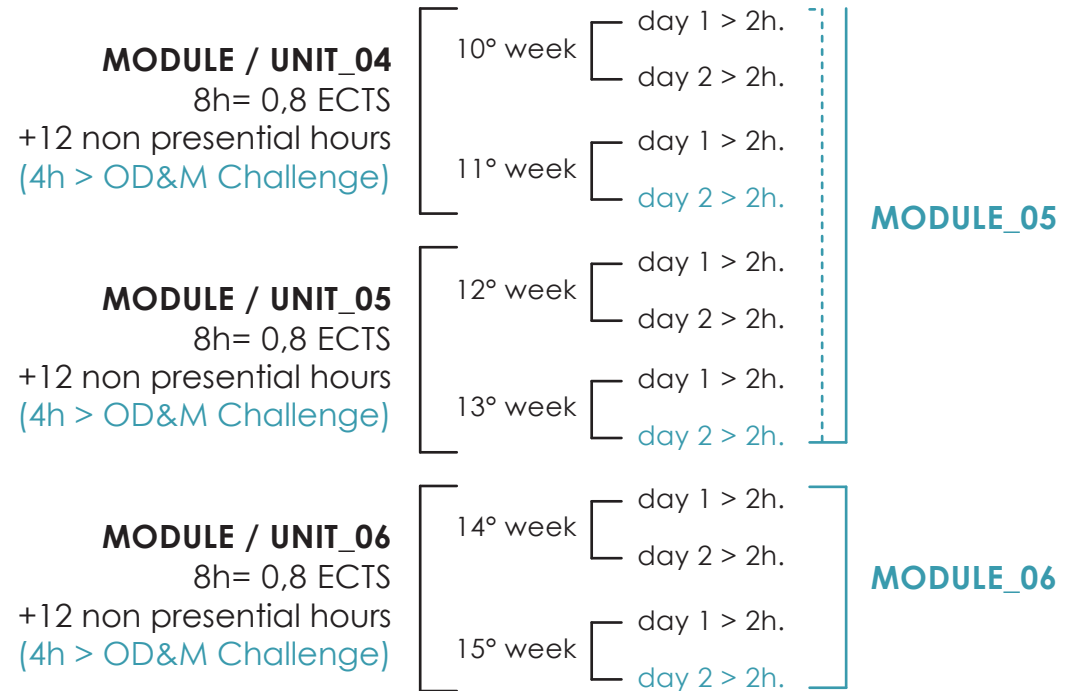 MODULE / UNIT_04
8h= 0,8 ECTS
+12 non presential hours
(4h > OD&M Challenge)
10° week
day 1 > 2h.
day 2 > 2h.
11° week
day 1 > 2h.
day 2 > 2h.
MODULE / UNIT_05
8h= 0,8 ECTS
+12 non presential hours
(4h > OD&M Challenge)
12° week
day 1 > 2h.
day 2 > 2h.
13° week
day 1 > 2h.
day 2 > 2h.
MODULE_05
MODULE / UNIT_06
8h= 0,8 ECTS
+12 non presential hours
(4h > OD&M Challenge)
14° week
day 1 > 2h.
day 2 > 2h.
15° week
day 1 > 2h.
day 2 > 2h.
MODULE_06